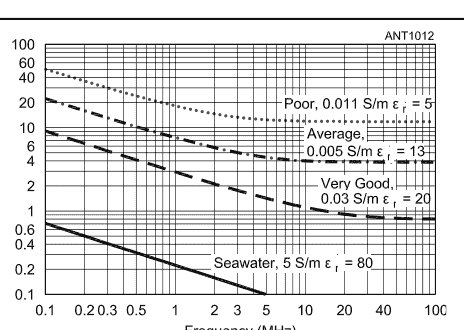 ANT1012
100
60
40
20
10
6
4
2
1
0.6
0.4
0.2
0.1
Poor, 0.011 S/m ε r = 5
Average,
0.005 S/m ε r = 13
Very Good,
0.03 S/m ε r = 20
Seawater, 5 S/m ε r = 80
0.1 0.2 0.3 0.5 1 2 3 5 10 20 40 100
Frequency (MHz)